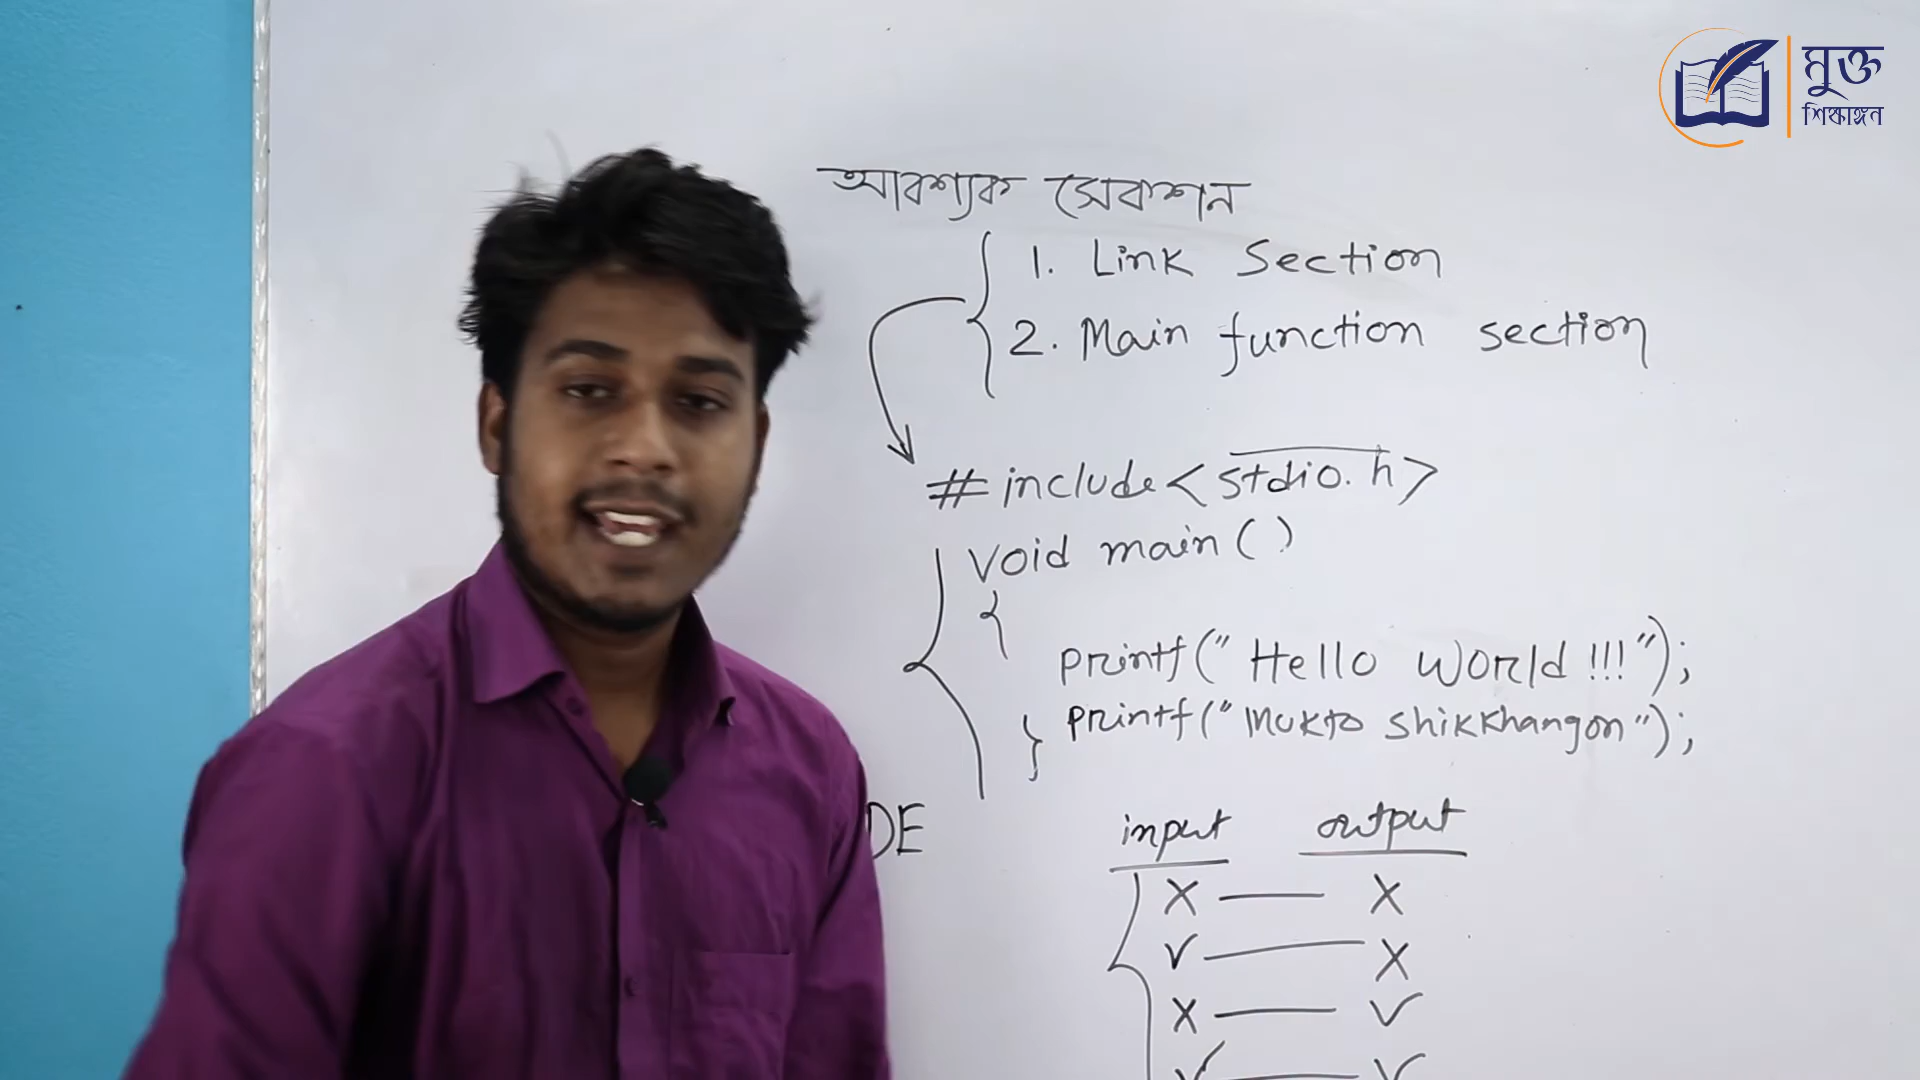 মুক্ত
শিক্ষাঙ্গন
আবশ্যক সেকশন
1. Link Section
2. Main function section
#include<stdio.h>
void main()
{
printf("Hello World!!!");
printf("Mukto Shikkhangon");
}
DE
input output
X — X
✓ — X
X — ✓
✓ — ✓